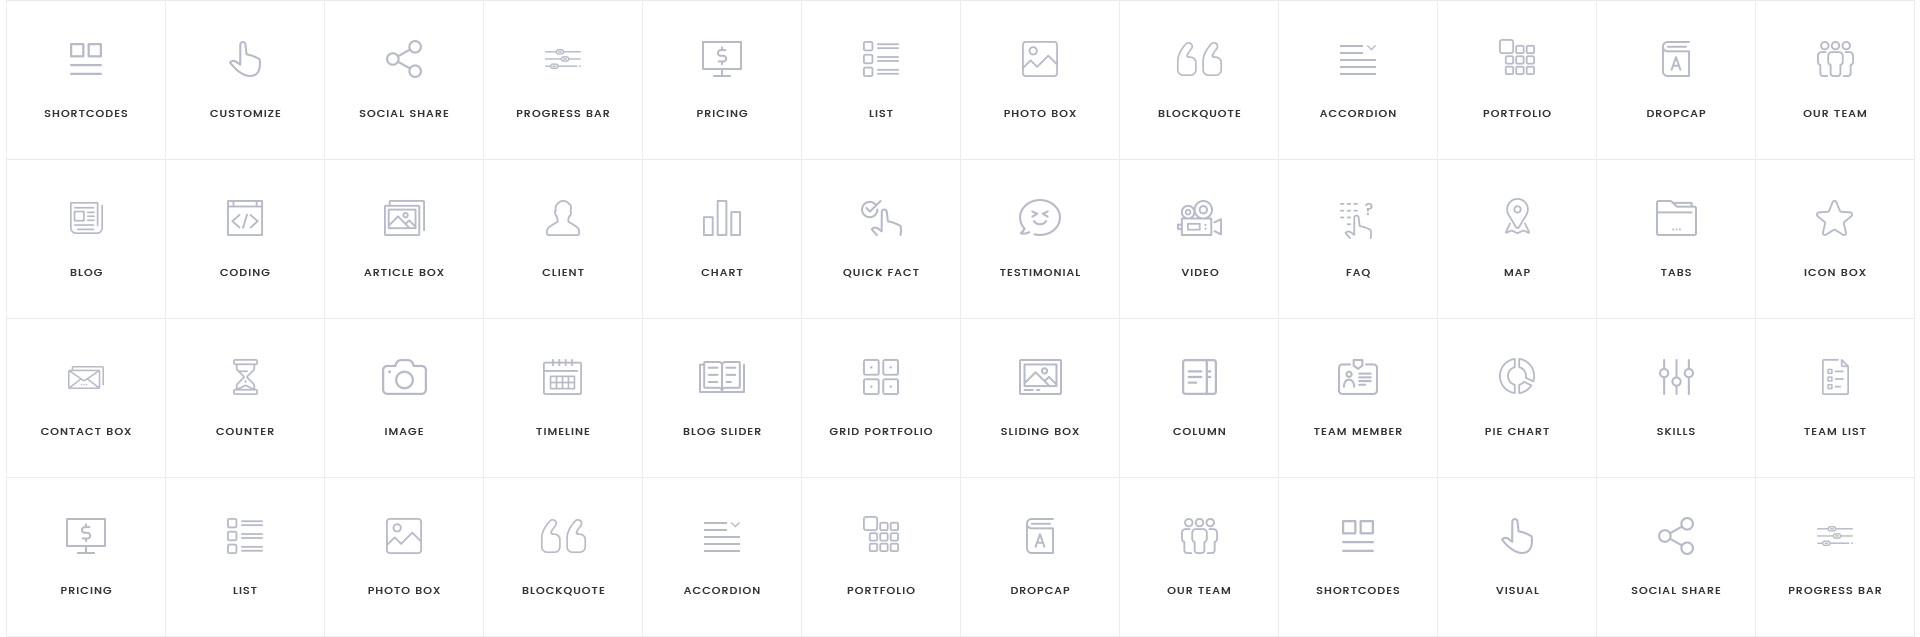 SHORTCODES CUSTOMIZE SOCIAL SHARE PROGRESS BAR PRICING LIST PHOTO BOX BLOCKQUOTE ACCORDION PORTFOLIO DROPCAP OUR TEAM
BLOG CODING ARTICLE BOX CLIENT CHART QUICK FACT TESTIMONIAL VIDEO FAQ MAP TABS ICON BOX
CONTACT BOX COUNTER IMAGE TIMELINE BLOG SLIDER GRID PORTFOLIO SLIDING BOX COLUMN TEAM MEMBER PIE CHART SKILLS TEAM LIST
PRICING LIST PHOTO BOX BLOCKQUOTE ACCORDION PORTFOLIO DROPCAP OUR TEAM SHORTCODES VISUAL SOCIAL SHARE PROGRESS BAR